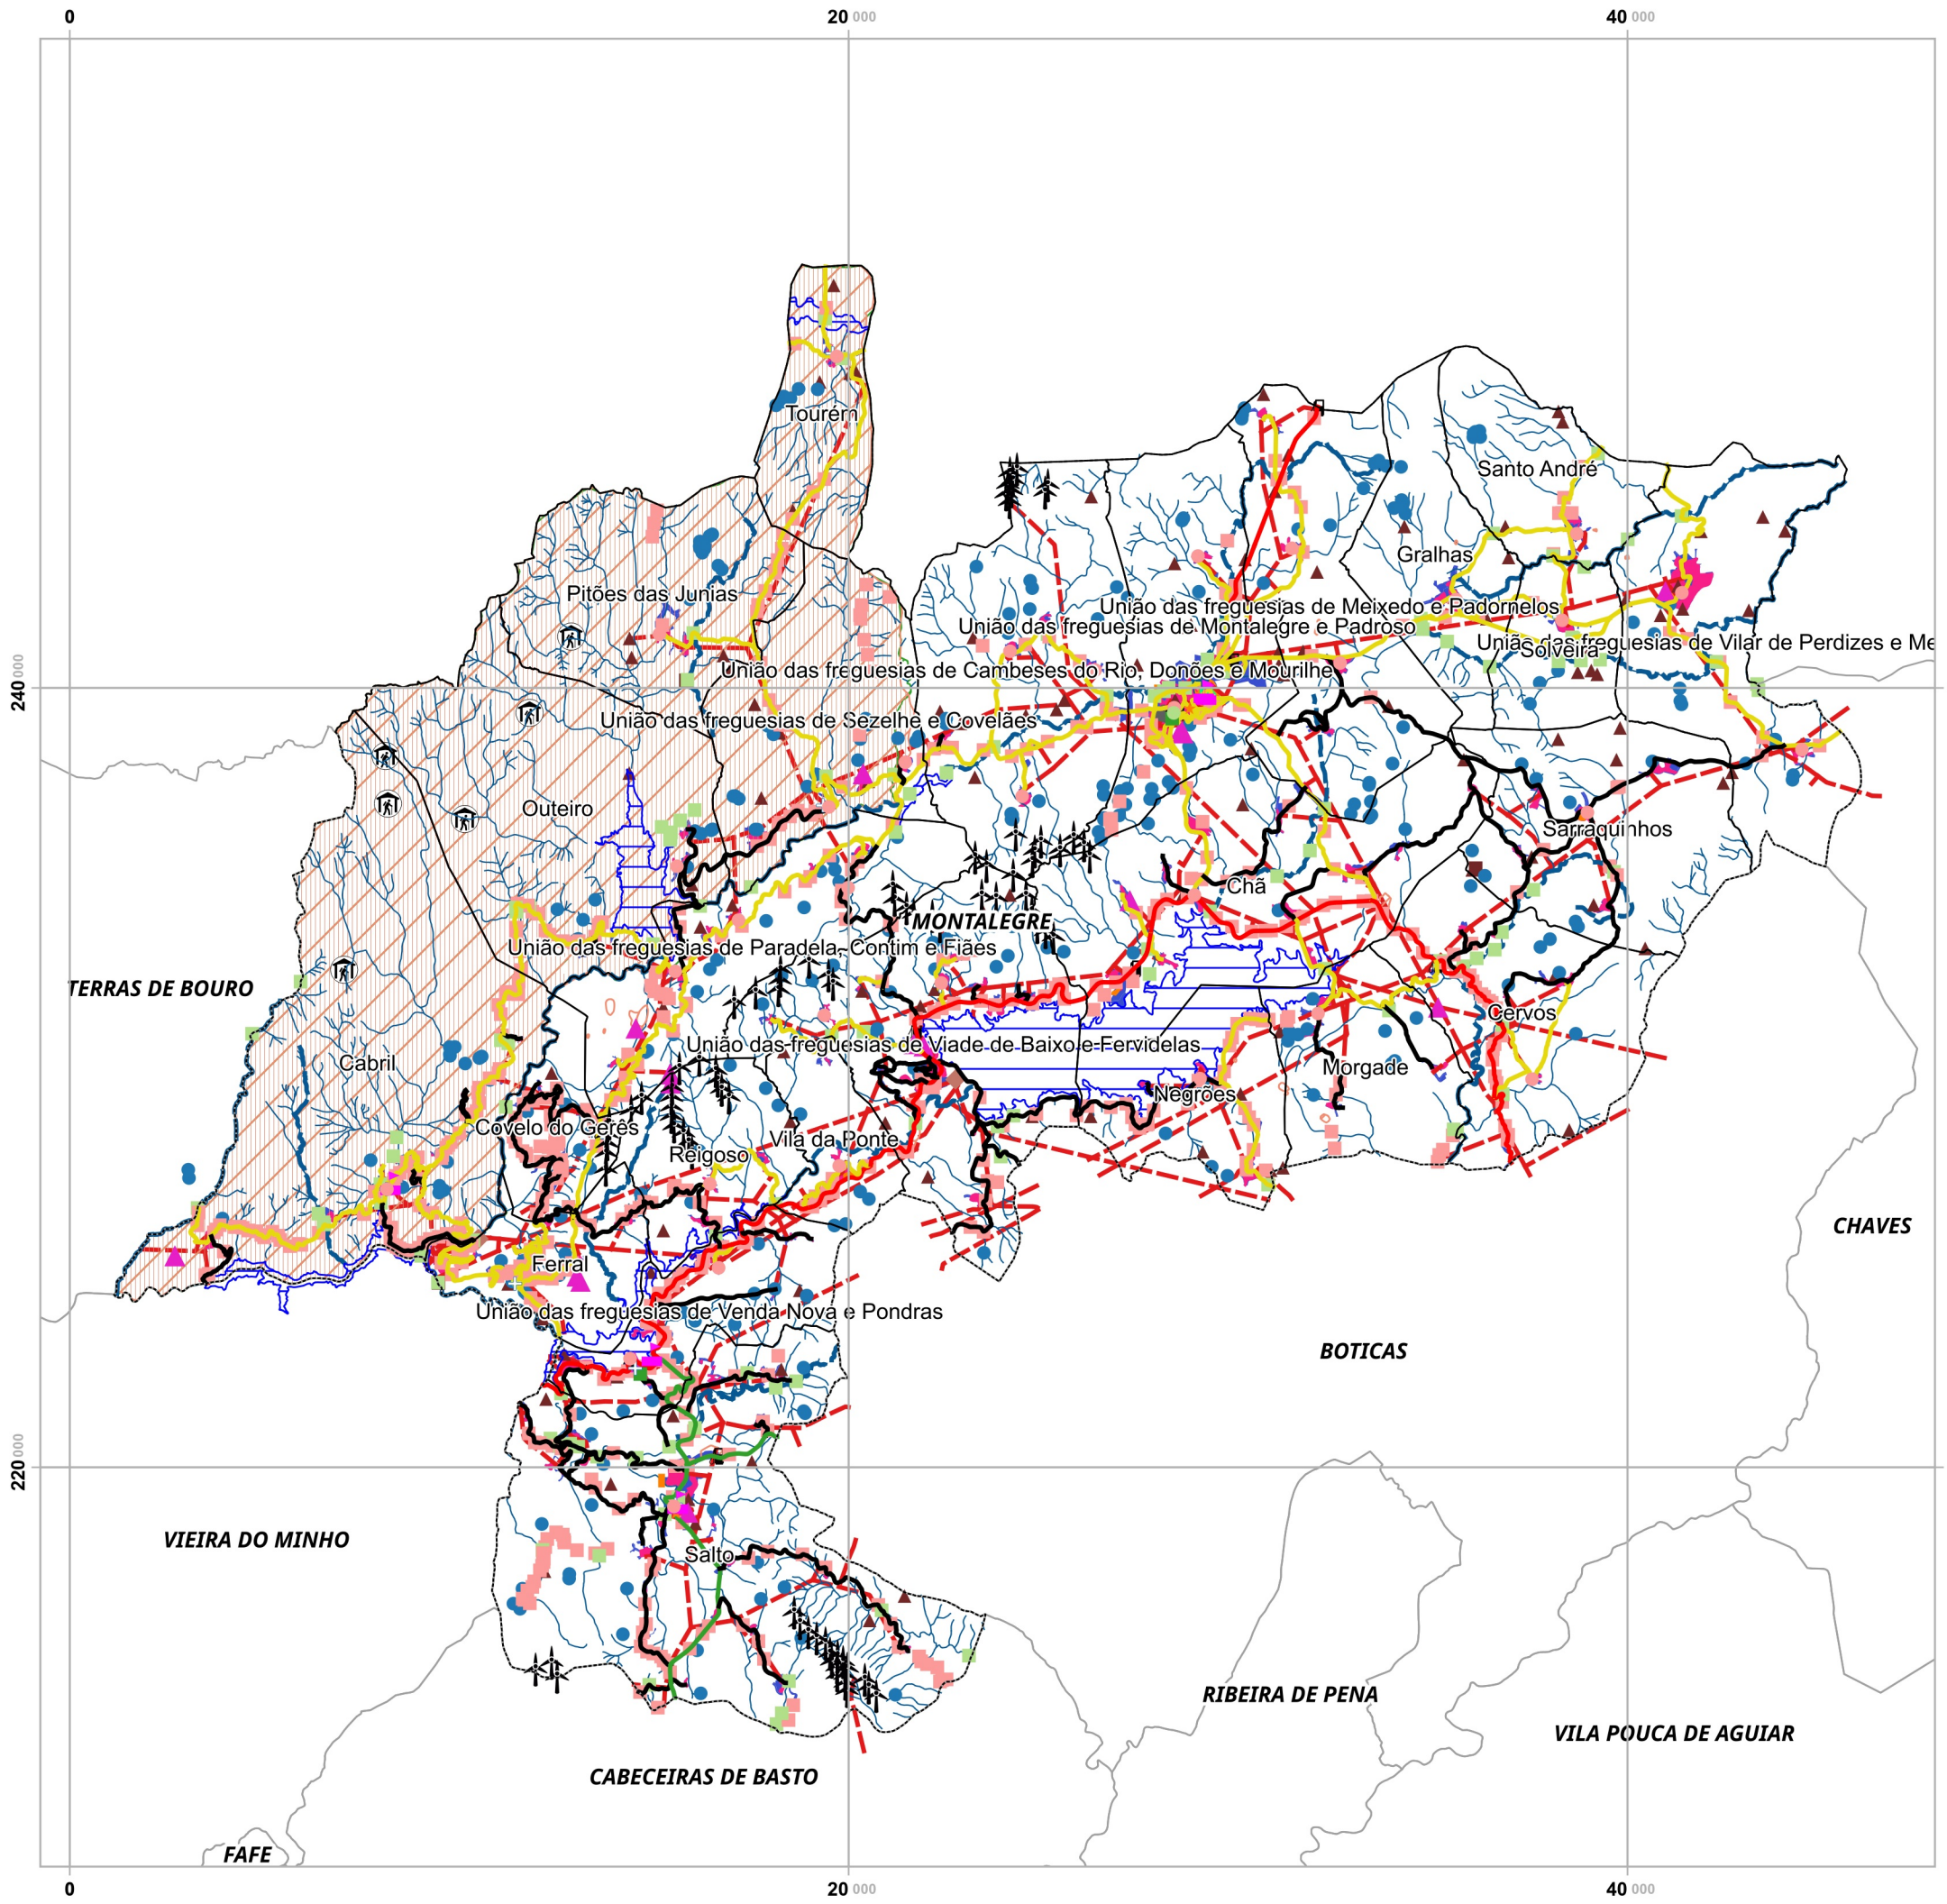 0 20 000 40 000
Tourém
Santo André
Gralhas
Pitões das Junias
União das freguesias de Meixedo e Padornelos
União das freguesias de Montalegre e Padroso
União das freguesias de Vilar de Perdizes e Me
Solveira
União das freguesias de Cambeses do Rio, Donões e Mourilhe
240 000
União das freguesias de Sezelhe e Covelães
Outeiro
Sarraquinhos
Chã
MONTALEGRE
União das freguesias de Paradela, Contim e Fiães
TERRAS DE BOURO
Cervos
União das freguesias de Viade de Baixo e Fervidelas
Cabril
Morgade
Negrões
Covelo do Gerês
Vila da Ponte
Reigoso
CHAVES
Ferral
União das freguesias de Venda Nova e Pondras
BOTICAS
220 000
VIEIRA DO MINHO
Salto
RIBEIRA DE PENA
VILA POUCA DE AGUIAR
CABECEIRAS DE BASTO
FAFE
0 20 000 40 000